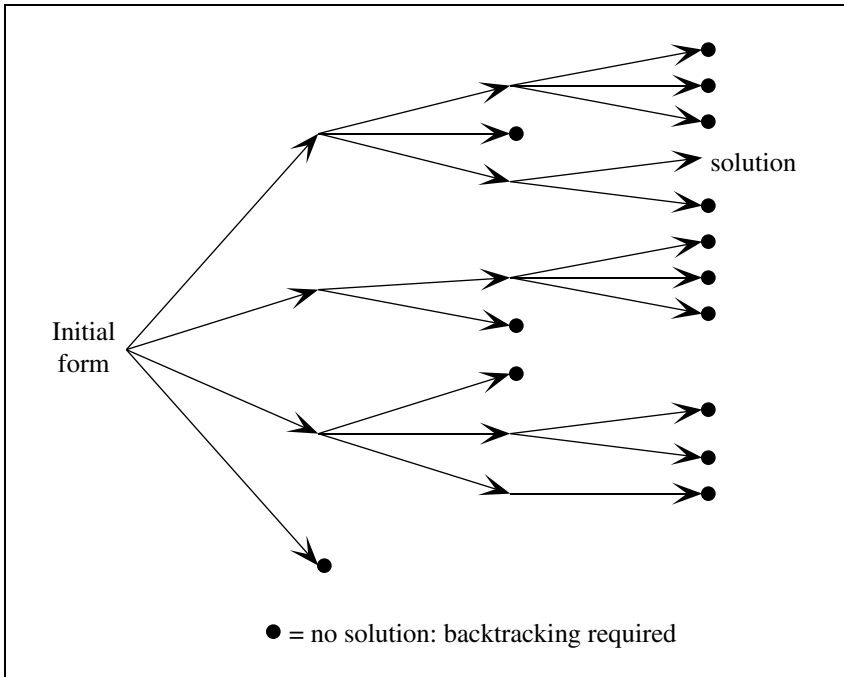 solution
Initial
form
● = no solution: backtracking required